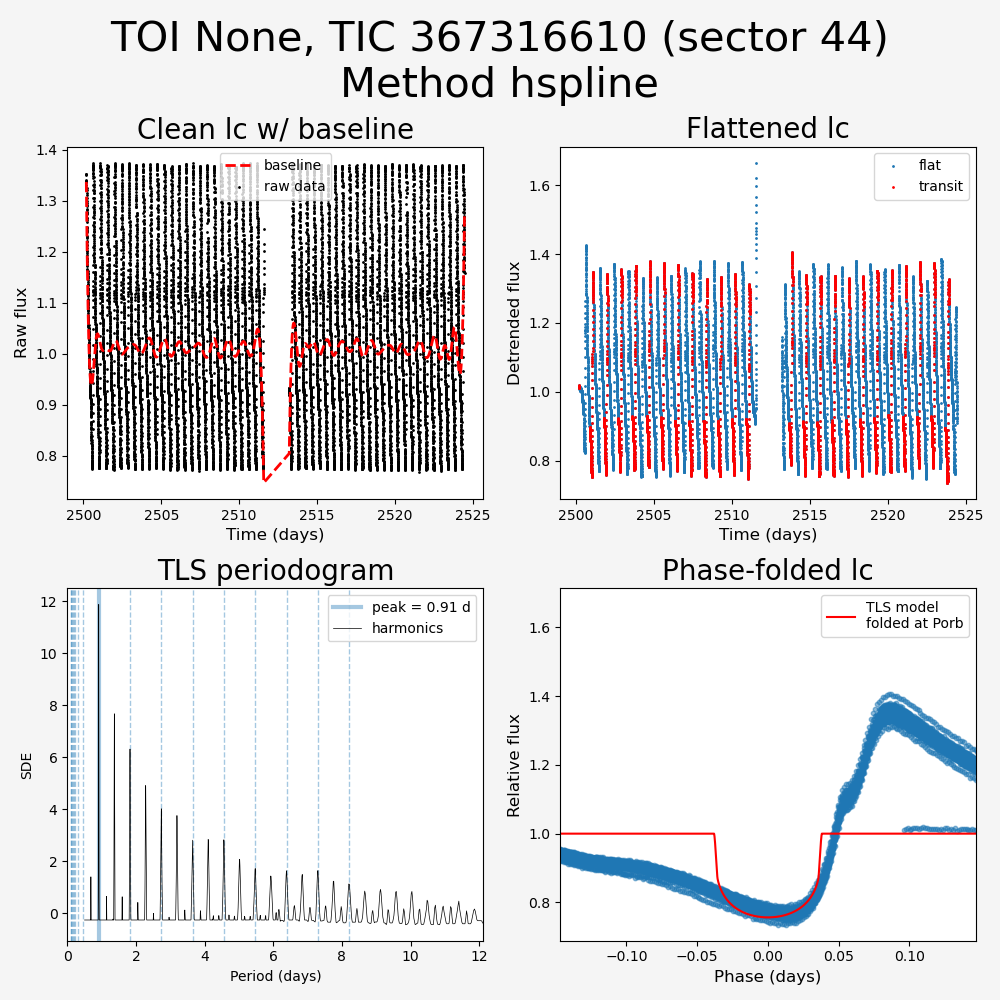 TOI None, TIC 367316610 (sector 44)
Method hspline
Clean lc w/ baseline
Flattened lc
1.4
1.3
1.2
1.1
1.0
0.9
0.8
Raw flux
baseline
raw data
2500
2505
2510
2515
2520
2525
Time (days)
1.6
1.4
1.2
1.0
0.8
Detrended flux
flat
transit
2500
2505
2510
2515
2520
2525
Time (days)
TLS periodogram
Phase-folded lc
12
10
8
6
4
2
0
SDE
peak = 0.91 d
harmonics
0
2
4
6
8
10
12
Period (days)
1.6
1.4
1.2
1.0
0.8
Relative flux
TLS model
folded at Porb
−0.10
−0.05
0.00
0.05
0.10
Phase (days)